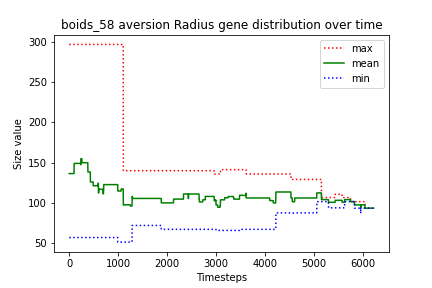 boids_58 aversion Radius gene distribution over time
300
250
200
150
100
50
Size value
max
mean
min
0 1000 2000 3000 4000 5000 6000
Timesteps